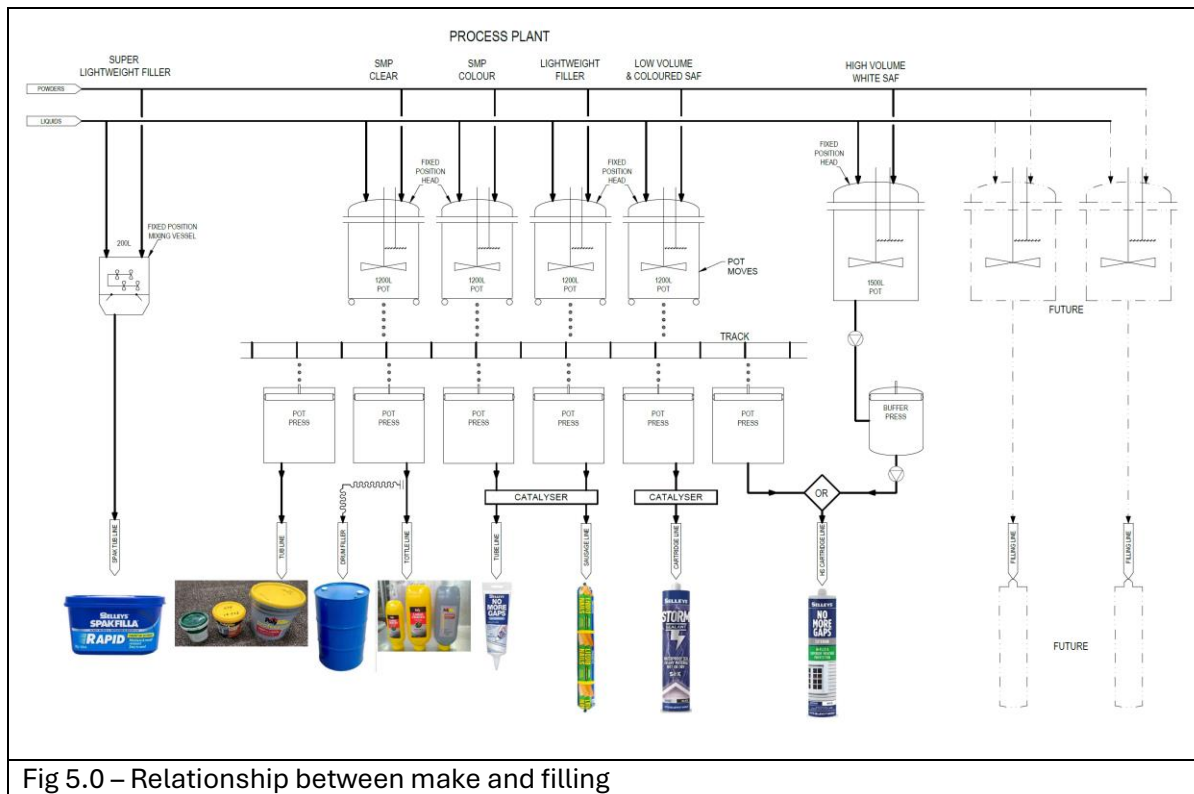 PROCESS PLANT
SUPER
LIGHTWEIGHT FILLER
SMP
CLEAR
SMP
COLOUR
LIGHTWEIGHT
FILLER
LOW VOLUME
& COLOURED SAF
HIGH VOLUME
WHITE SAF
POWDERS
LIQUIDS
FIXED
POSITION
HEAD
FIXED
POSITION
HEAD
FIXED
POSITION
HEAD
200L
FIXED POSITION
MIXING VESSEL
1200L
POT
1200L
POT
1200L
POT
1200L
POT
POT
MOVES
1500L
POT
FUTURE
TRACK
POT
PRESS
POT
PRESS
POT
PRESS
POT
PRESS
POT
PRESS
POT
PRESS
BUFFER
PRESS
CATALYSER
CATALYSER
OR
SPAK TUB LINE
TUB LINE
DRUM FILLER
TOTTLE LINE
TUBE LINE
SAUSAGE LINE
CARTRIDGE LINE
HS CARTRIDGE LINE
FILLING LINE
FILLING LINE
SELLEYS
SPAKFILLA
RAPID
SELLEYS
NO
MORE
GAPS
SELLEYS
STORM
SEALANT
SELLEYS
NO
MORE
GAPS
FUTURE
Fig 5.0 – Relationship between make and filling